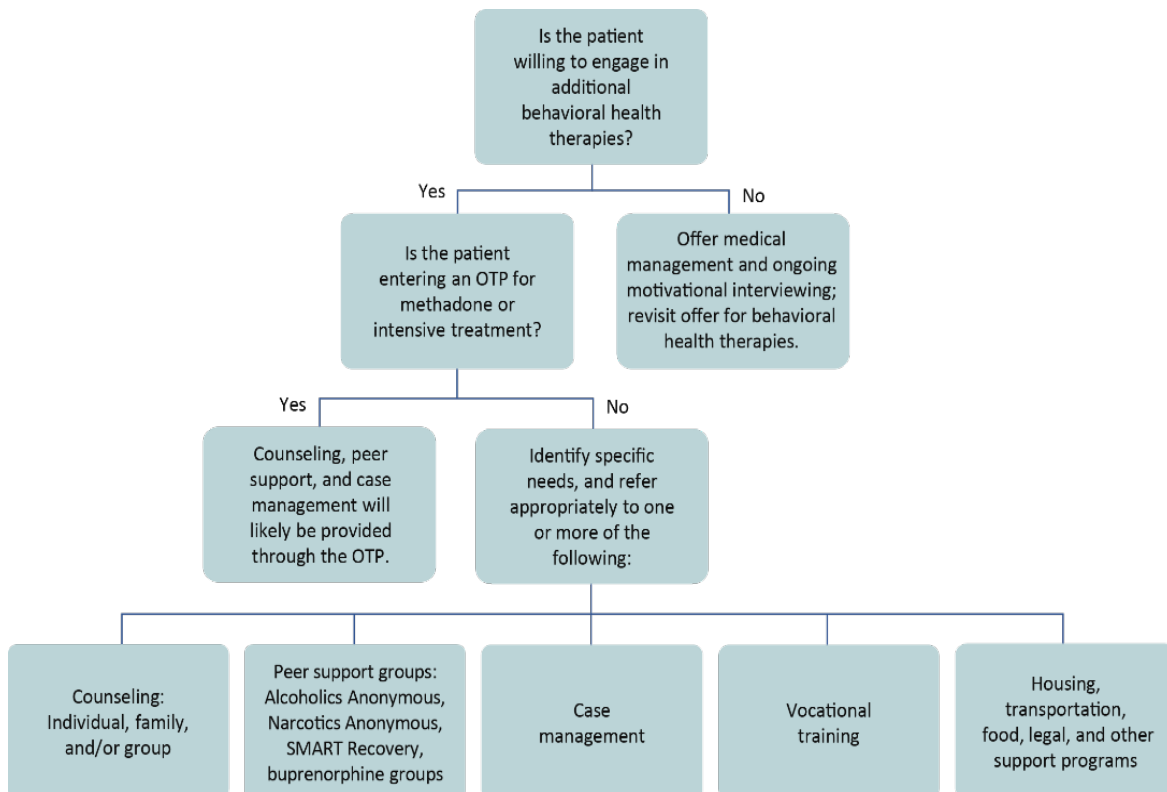 Is the patient
willing to engage in
additional
behavioral health
therapies?
Yes
No
Is the patient
entering an OTP for
methadone or
intensive treatment?
Offer medical
management and ongoing
motivational interviewing;
revisit offer for behavioral
health therapies.
Yes
No
Counseling, peer
support, and case
management will
likely be provided
through the OTP.
Identify specific
needs, and refer
appropriately to one
or more of the
following:
Counseling:
Individual, family,
and/or group
Peer support groups:
Alcoholics Anonymous,
Narcotics Anonymous,
SMART Recovery,
buprenorphine groups
Case
management
Vocational
training
Housing,
transportation,
food, legal, and other
support programs